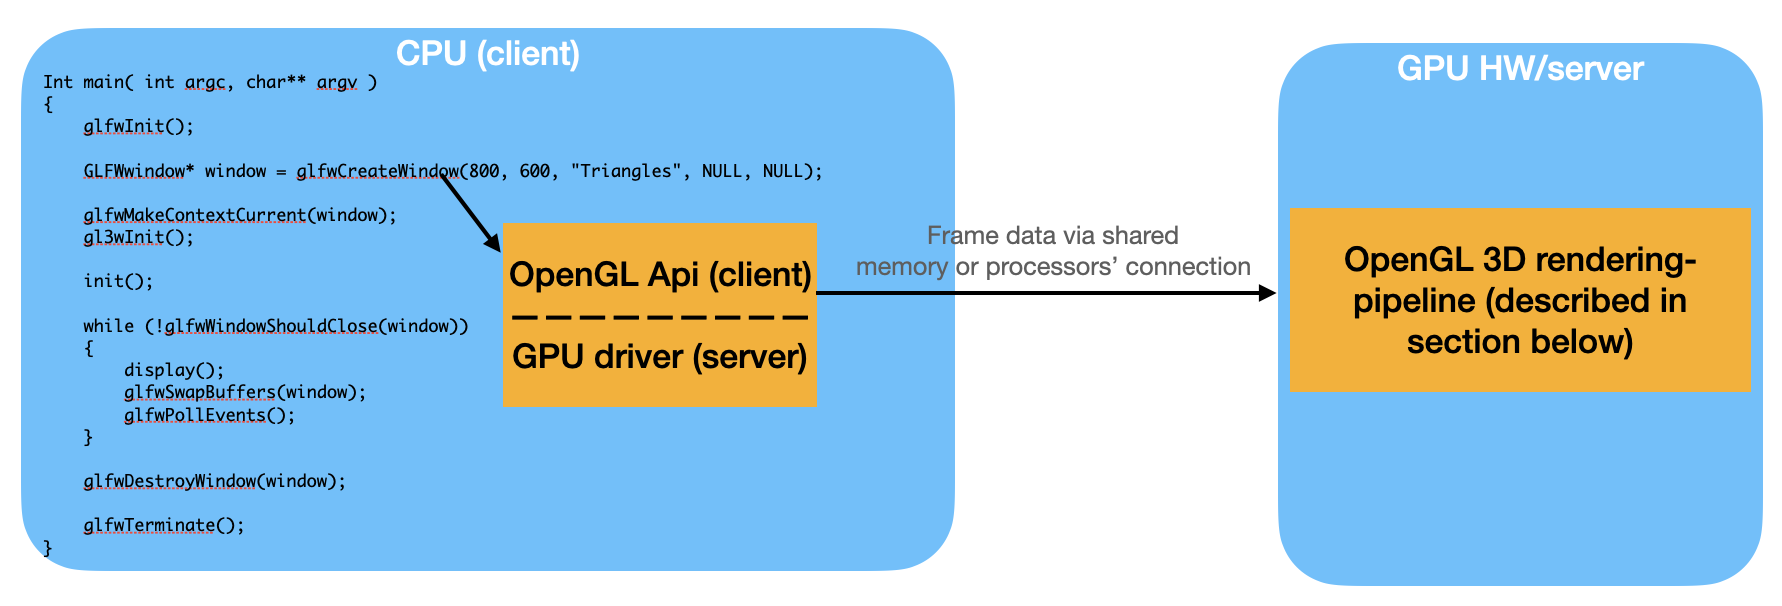 CPU (client)
Int main( int argc, char** argv )
{
glfwInit();
GLFWwindow* window = glfwCreateWindow(800, 600, "Triangles", NULL, NULL);
glfwMakeContextCurrent(window);
gl3wInit();
init();
while (!glfwWindowShouldClose(window))
{
display();
glfwSwapBuffers(window);
glfwPollEvents();
}
glfwDestroyWindow(window);
glfwTerminate();
}
OpenGL Api (client)
GPU driver (server)
Frame data via shared
memory or processors’ connection
GPU HW/server
OpenGL 3D rendering-
pipeline (described in
section below)